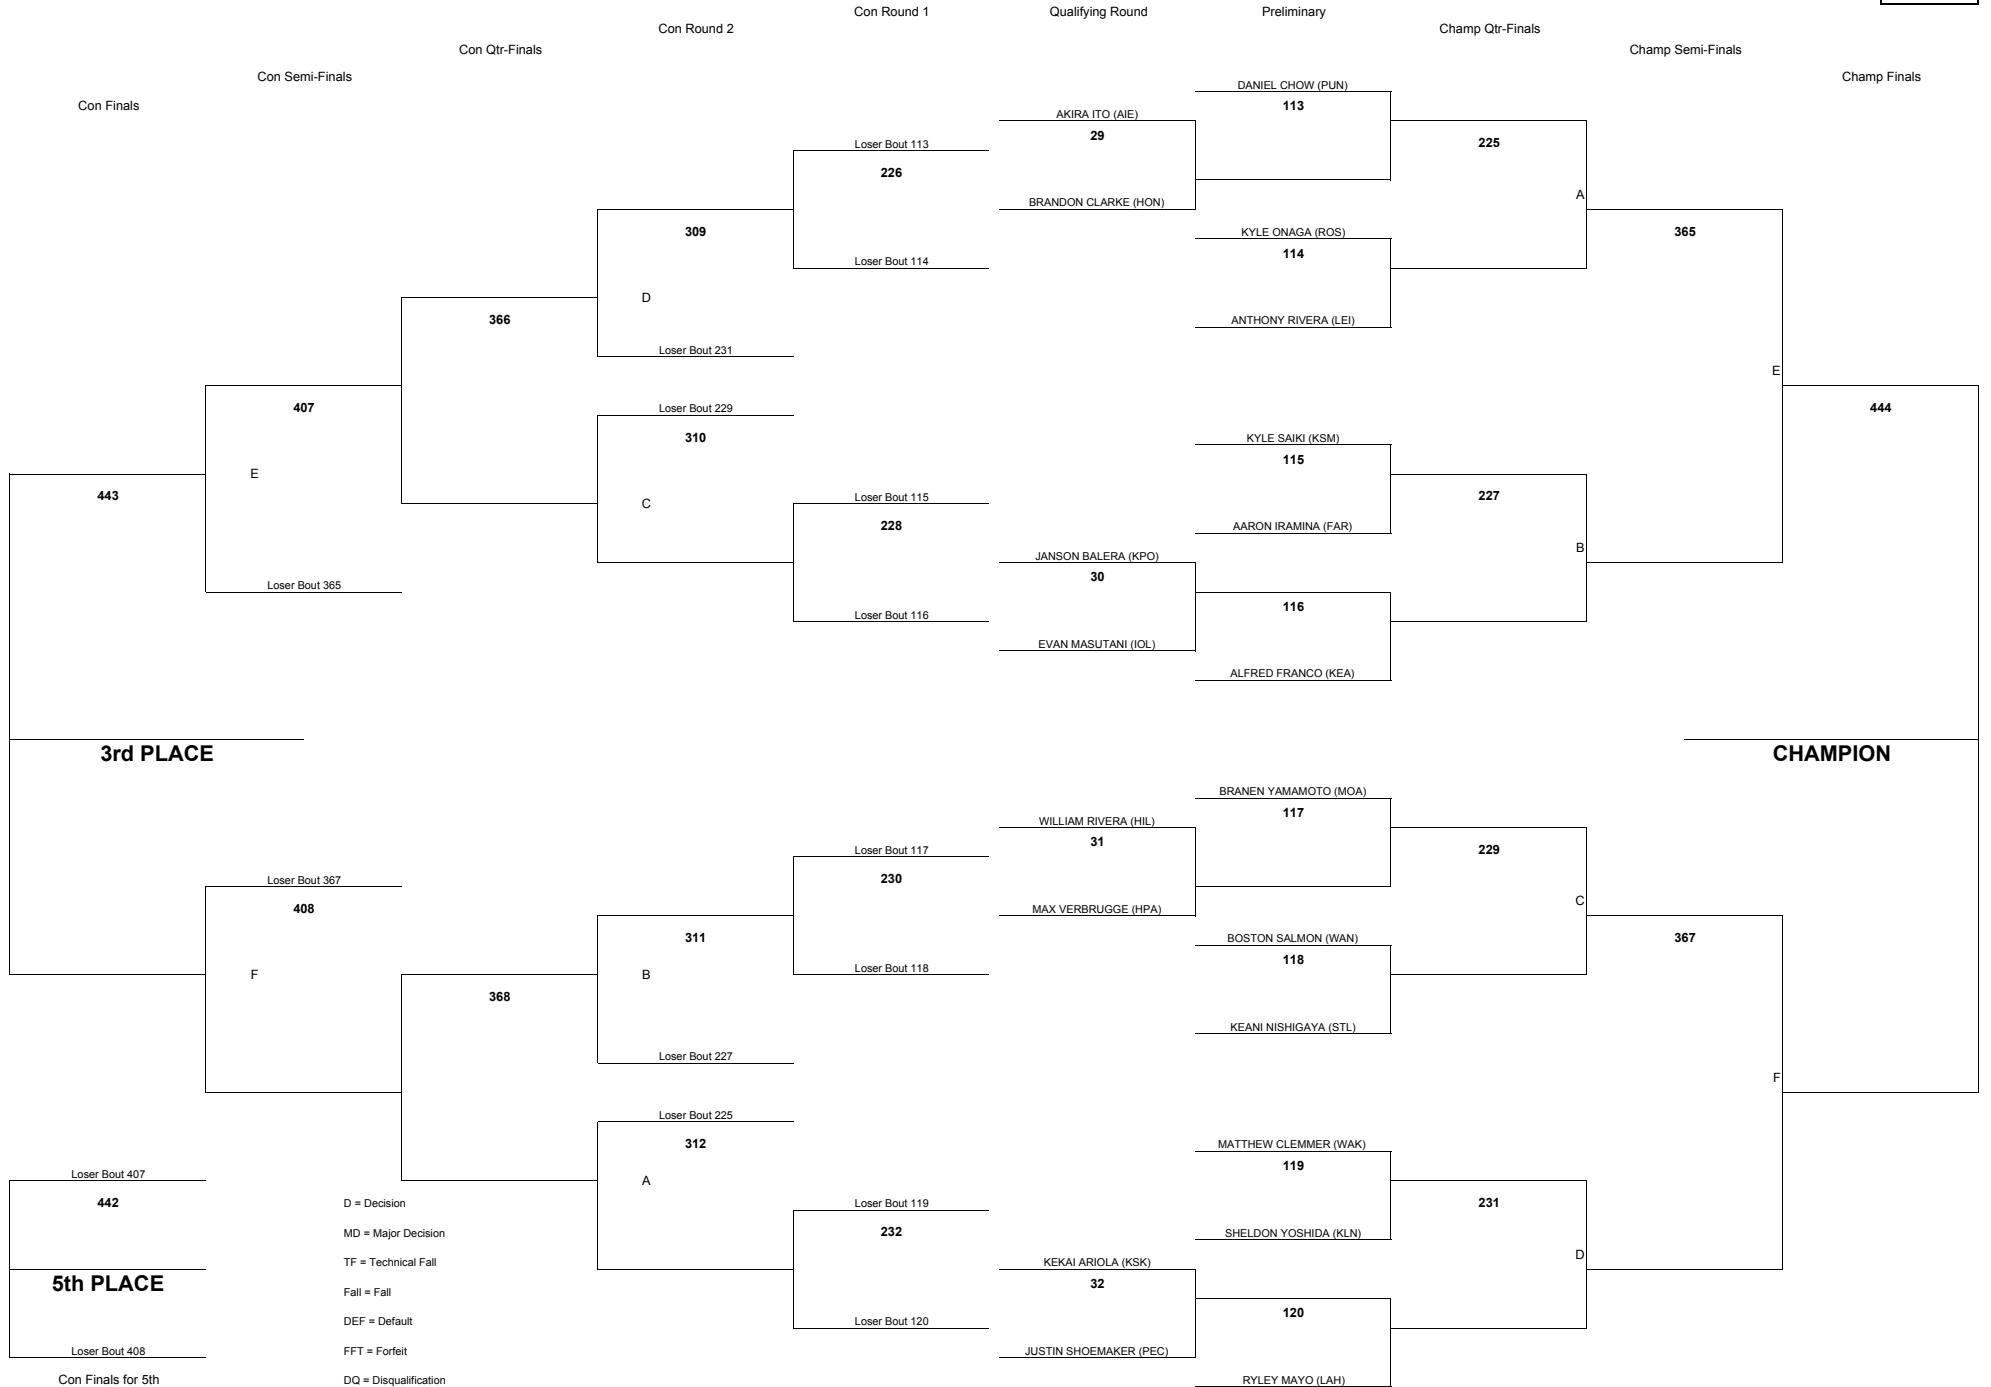 Con Round 1
Qualifying Round
Preliminary
Con Round 2
Champ Qtr-Finals
Con Qtr-Finals
Champ Semi-Finals
Con Semi-Finals
Champ Finals
Con Finals
DANIEL CHOW (PUN)
113
AKIRA ITO (AIE)
29
Loser Bout 113
225
226
A
BRANDON CLARKE (HON)
309
KYLE ONAGA (ROS)
365
114
Loser Bout 114
D
366
ANTHONY RIVERA (LEI)
Loser Bout 231
E
407
Loser Bout 229
444
310
KYLE SAIKI (KSM)
115
E
443
Loser Bout 115
227
C
228
AARON IRAMINA (FAR)
JANSON BALERA (KPO)
B
30
Loser Bout 365
116
Loser Bout 116
EVAN MASUTANI (IOL)
ALFRED FRANCO (KEA)
3rd PLACE
CHAMPION
BRANEN YAMAMOTO (MOA)
117
WILLIAM RIVERA (HIL)
31
Loser Bout 117
229
Loser Bout 367
230
C
408
MAX VERBRUGGE (HPA)
311
BOSTON SALMON (WAN)
367
118
Loser Bout 118
F
B
368
KEANI NISHIGAYA (STL)
Loser Bout 227
F
Loser Bout 225
312
MATTHEW CLEMMER (WAK)
119
Loser Bout 407
A
442
D = Decision
Loser Bout 119
231
232
MD = Major Decision
SHELDON YOSHIDA (KLN)
TF = Technical Fall
KEKAI ARIOLA (KSK)
D
5th PLACE
32
Fall = Fall
120
DEF = Default
Loser Bout 120
Loser Bout 408
FFT = Forfeit
JUSTIN SHOEMAKER (PEC)
Con Finals for 5th
DQ = Disqualification
RYLEY MAYO (LAH)